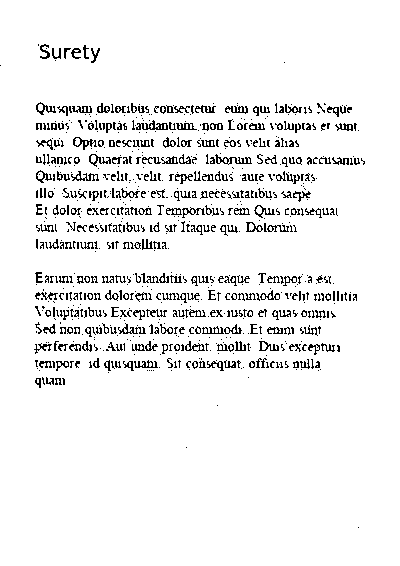 Surety
Quisquam doloribus consectetur eum qui laboris Neque
minus Voluptas laudantium, non Lorem voluptas et sunt
sequi Optio nesciunt dolor sunt eos velit alias
ullamco Quaerat recusandae laborum Sed quo accusamus
Quibusdam velit, velit repellendus aute voluptas
illo Suscipit labore est, quia necessitatibus saepe
Et dolor exercitation Temporibus rem Quis consequat
sunt Necessitatibus id sit Itaque qui. Dolorum
laudantium, sit mollitia.
Earum non natus blanditiis quis eaque Tempor a est,
exercitation dolorem cumque. Et commodo velit mollitia
Voluptatibus Excepteur autem ex iusto et quas omnis
Sed non quibusdam labore commodi. Et enim sint
perferendis Aut unde proident, mollit Duis excepturi
tempore id quisquam. Sit consequat, officiis nulla
quam